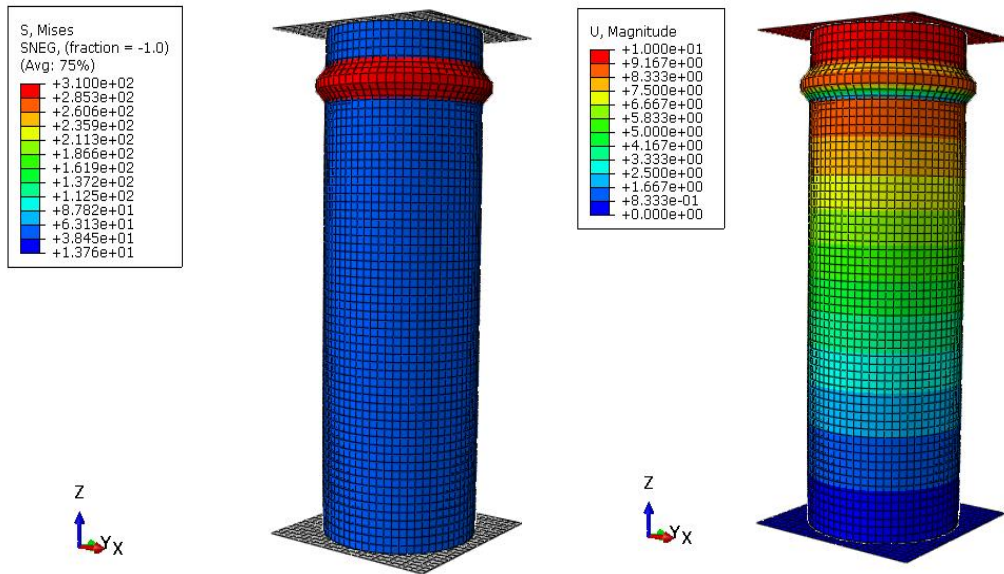 S, Mises
SNEG, (fraction = -1.0)
(Avg: 75%)
+3.100e+02
+2.853e+02
+2.606e+02
+2.359e+02
+2.113e+02
+1.866e+02
+1.619e+02
+1.372e+02
+1.125e+02
+8.782e+01
+6.313e+01
+3.845e+01
+1.376e+01
Z
Y
X
U, Magnitude
+1.000e+01
+9.167e+00
+8.333e+00
+7.500e+00
+6.667e+00
+5.833e+00
+5.000e+00
+4.167e+00
+3.333e+00
+2.500e+00
+1.667e+00
+8.333e-01
+0.000e+00
Z
Y
X